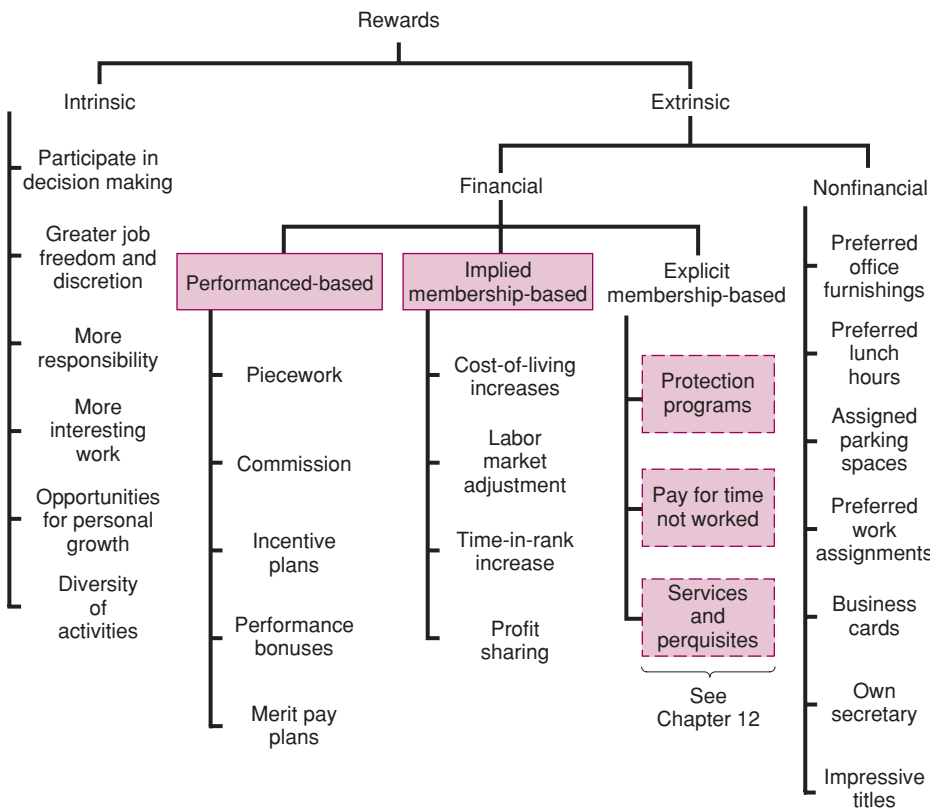 Rewards
Intrinsic
Extrinsic
Participate in
decision making
Greater job
freedom and
discretion
More
responsibility
More
interesting
work
Opportunities
for personal
growth
Diversity
of
activities
Financial
Nonfinancial
Performanced-based
Piecework
Commission
Incentive
plans
Performance
bonuses
Merit pay
plans
Implied
membership-based
Cost-of-living
increases
Labor
market
adjustment
Time-in-rank
increase
Profit
sharing
Explicit
membership-based
Protection
programs
Pay for time
not worked
Services
and
perquisites
See
Chapter 12
Preferred
office
furnishings
Preferred
lunch
hours
Assigned
parking
spaces
Preferred
work
assignments
Business
cards
Own
secretary
Impressive
titles